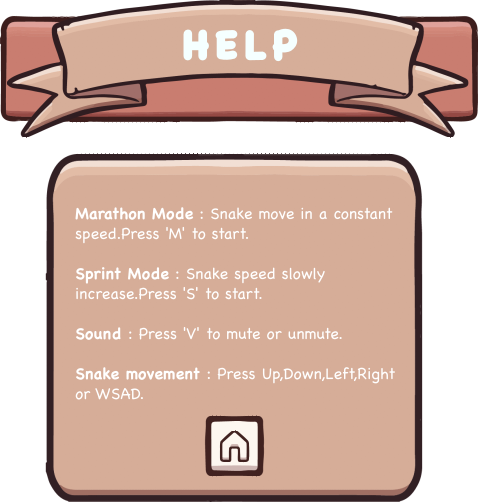 HELP
Marathon Mode : Snake move in a constant
speed.Press 'M' to start.
Sprint Mode : Snake speed slowly
increase.Press 'S' to start.
Sound : Press 'V' to mute or unmute.
Snake movement : Press Up,Down,Left,Right
or WSAD.